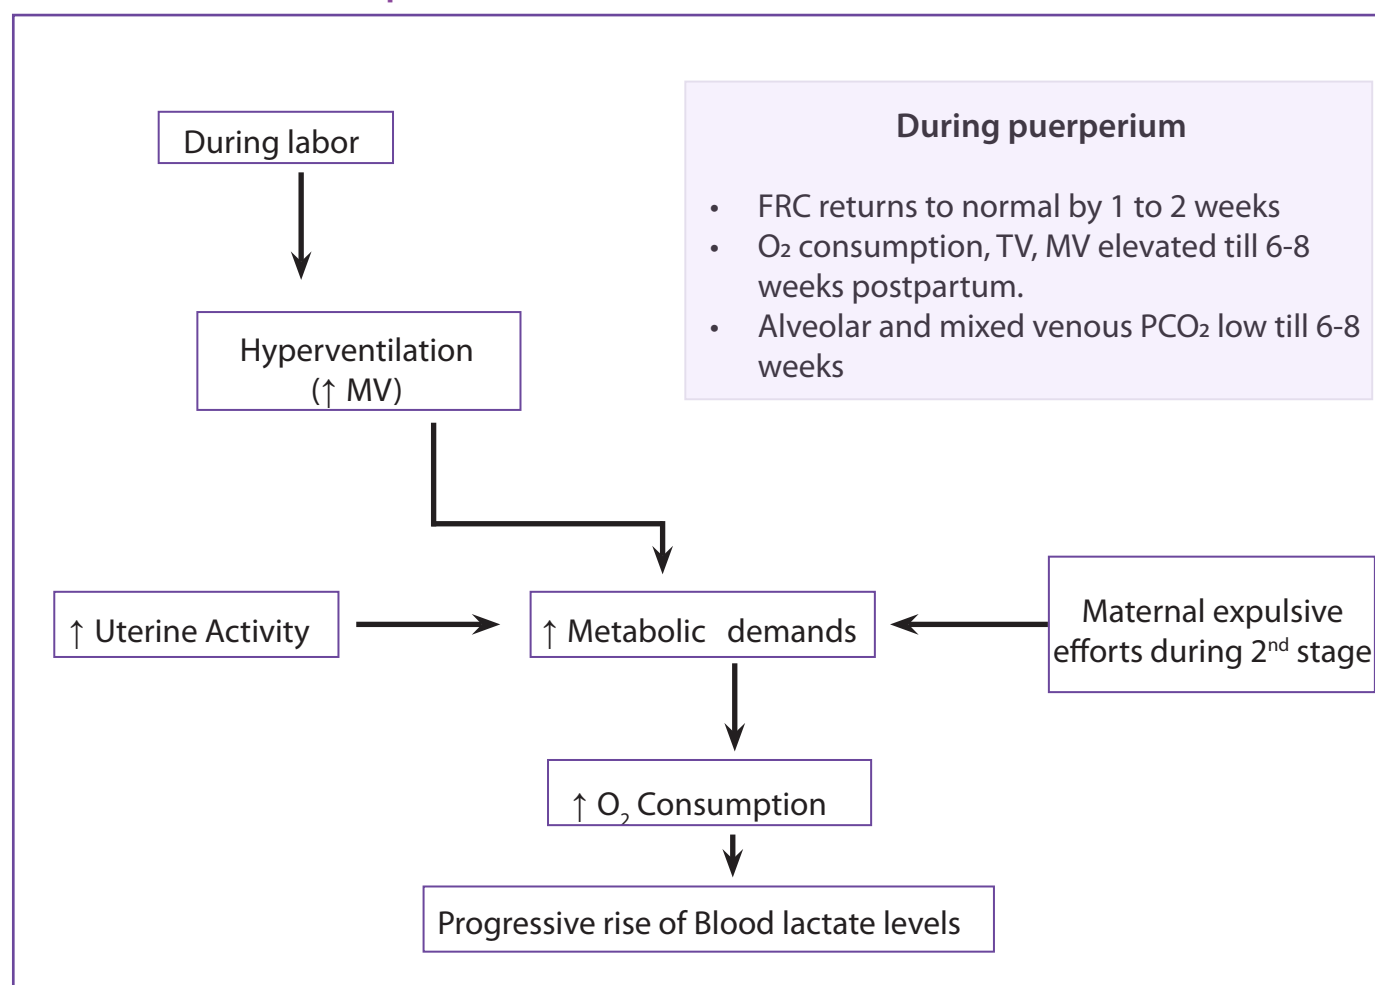 During labor
Hyperventilation
(↑ MV)
During puerperium
• FRC returns to normal by 1 to 2 weeks
• O₂ consumption, TV, MV elevated till 6-8
weeks postpartum.
• Alveolar and mixed venous PCO₂ low till 6-8
weeks
↑ Uterine Activity
↑ Metabolic demands
Maternal expulsive
efforts during 2nd stage
↑ O₂ Consumption
Progressive rise of Blood lactate levels